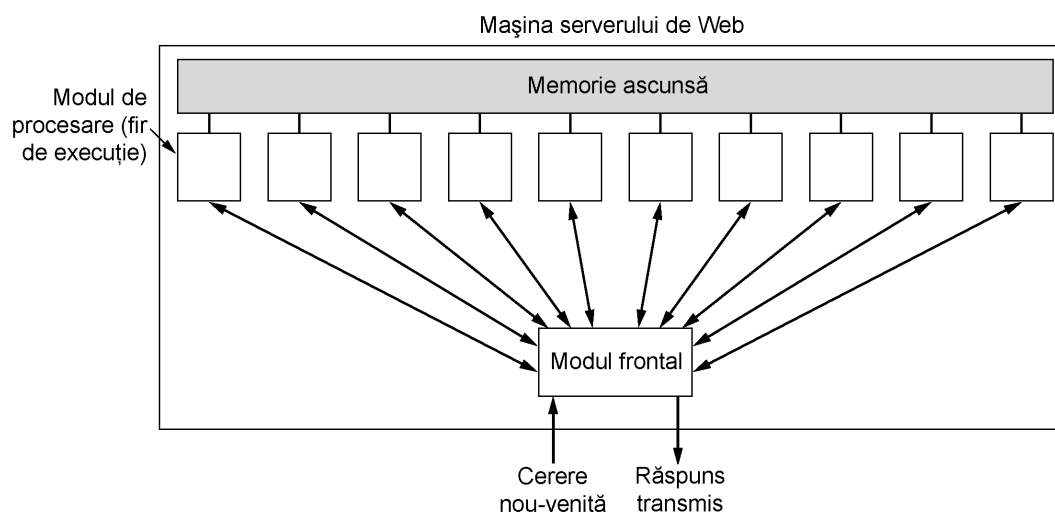 Maşina serverului de Web
Memorie ascunsă
Modul de
procesare (fir
de execuţie)
Modul frontal
Cerere
nou-venită
Răspuns
transmis